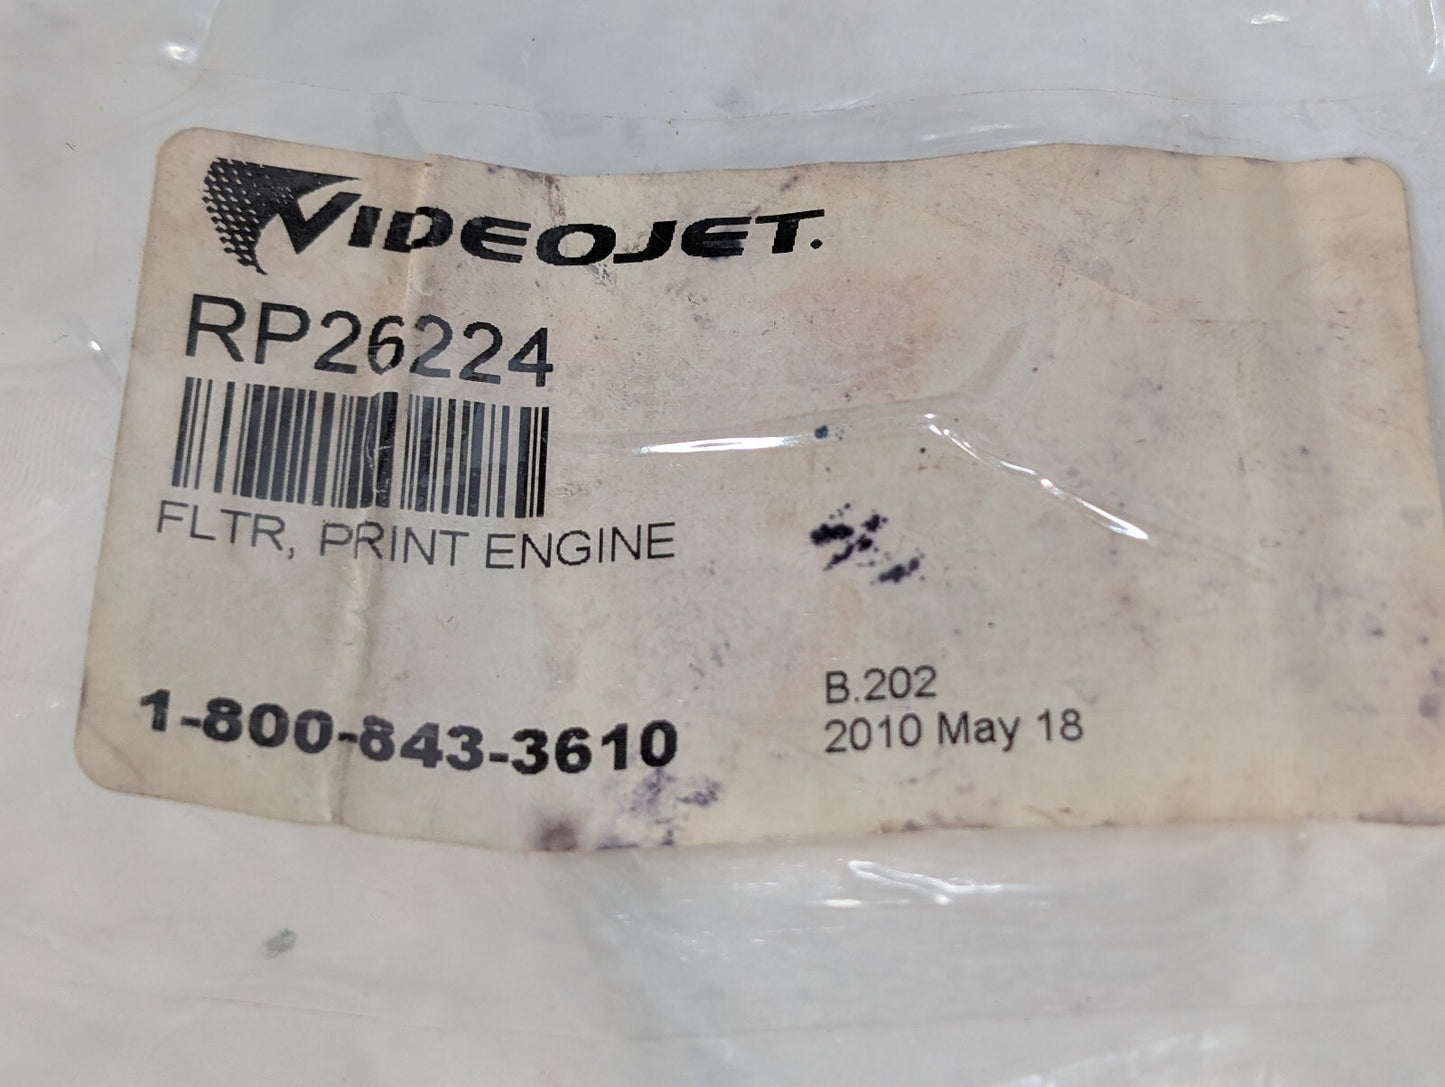 VIDEOJET.
RP26224
FLTR, PRINT ENGINE
1-800-843-3610
B.202
2010 May 18